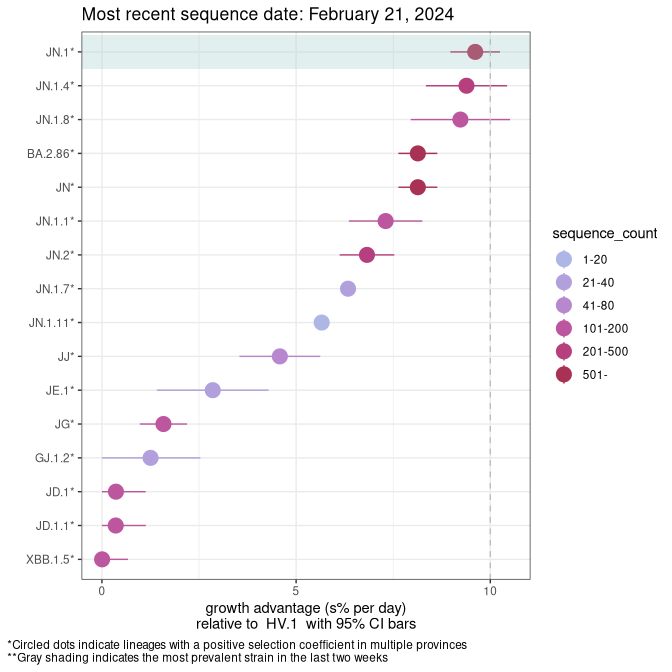 Most recent sequence date: February 21, 2024
JN.1*
JN.1.4*
JN.1.8*
BA.2.86*
JN*
JN.1.1*
JN.2*
JN.1.7*
JN.1.11*
JJ*
JE.1*
JG*
GJ.1.2*
JD.1*
JD.1.1*
XBB.1.5*
0
5
10
growth advantage (s% per day)
relative to HV.1 with 95% CI bars
sequence_count
1-20
21-40
41-80
101-200
201-500
501-
*Circled dots indicate lineages with a positive selection coefficient in multiple provinces
**Gray shading indicates the most prevalent strain in the last two weeks